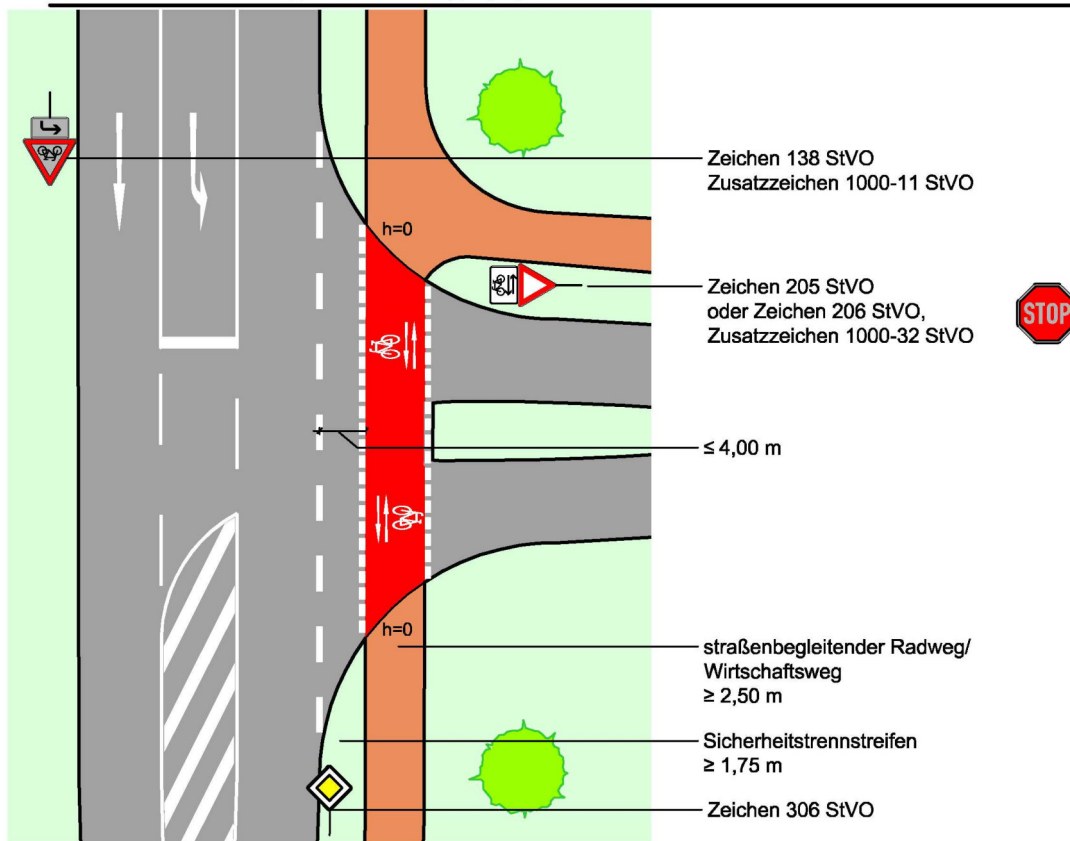 Zeichen 138 StVO
Zusatzzeichen 1000-11 StVO
h=0
Zeichen 205 StVO
oder Zeichen 206 StVO,
Zusatzzeichen 1000-32 StVO
STOP
≤ 4,00 m
h=0
straßenbegleitender Radweg/
Wirtschaftsweg
≥ 2,50 m
Sicherheitstrennstreifen
≥ 1,75 m
Zeichen 306 StVO